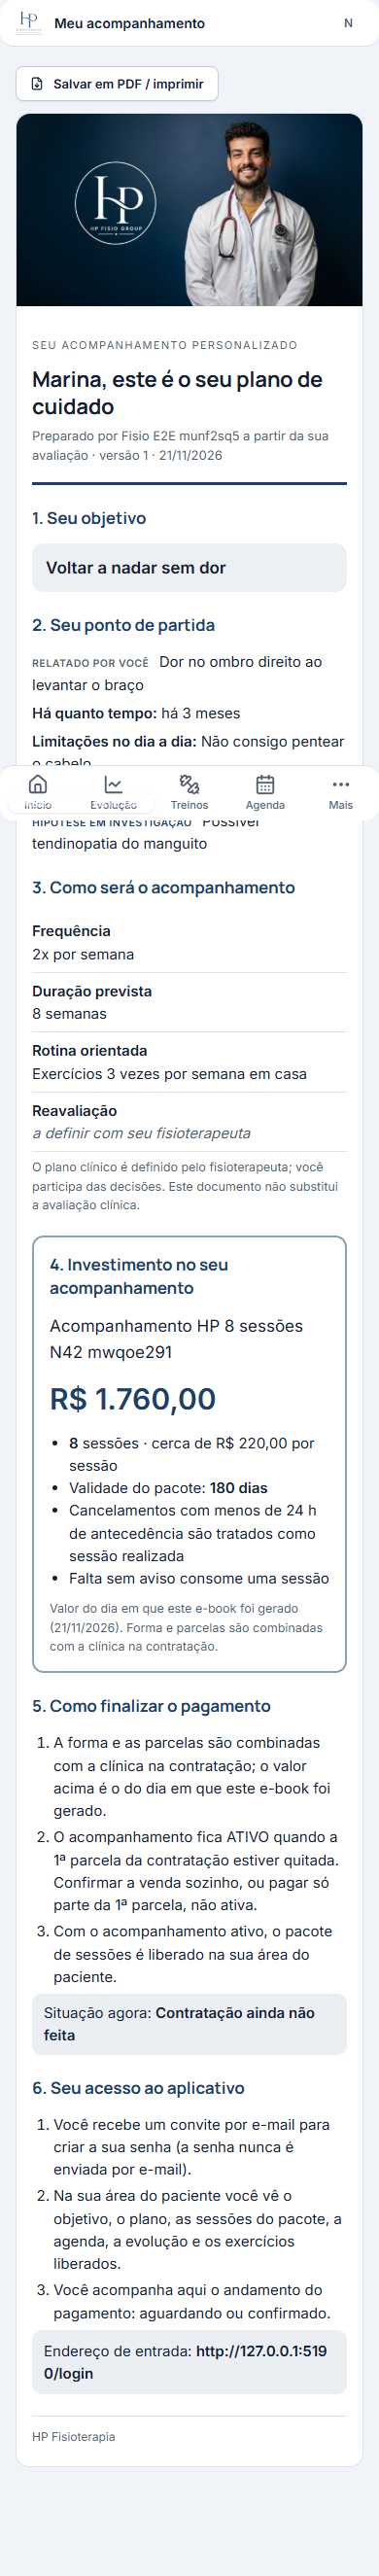 HP
Meu acompanhamento
N
Salvar em PDF / imprimir
HP
HP FISIO GROUP
SEU ACOMPANHAMENTO PERSONALIZADO
Marina, este é o seu plano de
cuidado
Preparado por Fisio E2E munf2sq5 a partir da sua
avaliação · versão 1 · 21/11/2026
1. Seu objetivo
Voltar a nadar sem dor
2. Seu ponto de partida
RELATADO POR VOCÊ Dor no ombro direito ao
levantar o braço
Há quanto tempo: há 3 meses
Limitações no dia a dia: Não consigo pentear
o cabelo
Início
Evolução
Treinos
Agenda
Mais
HIPÓTESE EM INVESTIGAÇÃO Possível
tendinopatia do manguito
3. Como será o acompanhamento
Frequência
2x por semana
Duração prevista
8 semanas
Rotina orientada
Exercícios 3 vezes por semana em casa
Reavaliação
a definir com seu fisioterapeuta
O plano clínico é definido pelo fisioterapeuta; você
participa das decisões. Este documento não substitui
a avaliação clínica.
4. Investimento no seu
acompanhamento
Acompanhamento HP 8 sessões
N42 mwqoe291
R$ 1.760,00
• 8 sessões · cerca de R$ 220,00 por
sessão
• Validade do pacote: 180 dias
• Cancelamentos com menos de 24 h
de antecedência são tratados como
sessão realizada
• Falta sem aviso consome uma sessão
Valor do dia em que este e-book foi gerado
(21/11/2026). Forma e parcelas são combinadas
com a clínica na contratação.
5. Como finalizar o pagamento
1. A forma e as parcelas são combinadas
com a clínica na contratação; o valor
acima é o do dia em que este e-book foi
gerado.
2. O acompanhamento fica ATIVO quando a
1ª parcela da contratação estiver quitada.
Confirmar a venda sozinho, ou pagar só
parte da 1ª parcela, não ativa.
3. Com o acompanhamento ativo, o pacote
de sessões é liberado na sua área do
paciente.
Situação agora: Contratação ainda não
feita
6. Seu acesso ao aplicativo
1. Você recebe um convite por e-mail para
criar a sua senha (a senha nunca é
enviada por e-mail).
2. Na sua área do paciente você vê o
objetivo, o plano, as sessões do pacote, a
agenda, a evolução e os exercícios
liberados.
3. Você acompanha aqui o andamento do
pagamento: aguardando ou confirmado.
Endereço de entrada: http://127.0.0.1:519
0/login
HP Fisioterapia